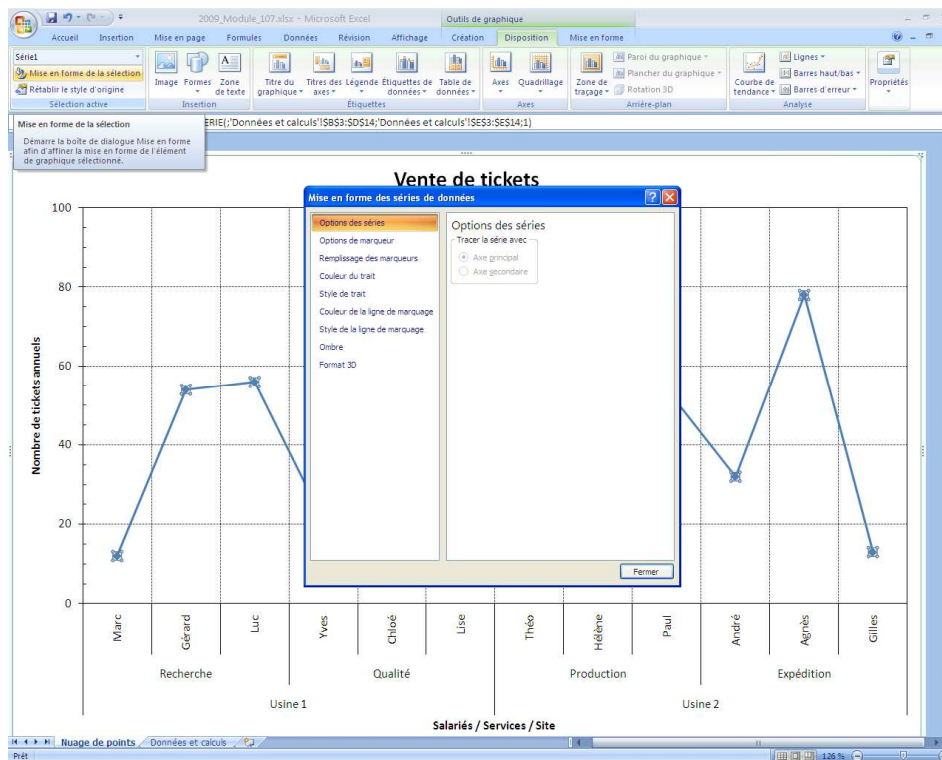 2009_Module_107.xlsx - Microsoft Excel
Outils de graphique
Accueil Insertion Mise en page Formules Données Révision Affichage Création Disposition Mise en forme
Série1
Mise en forme de la sélection
Rétablir le style d'origine
Sélection active
Image Formes Zone de texte
Insertion
Titre du graphique Titres des axes Légende Étiquettes de données Table de données
Étiquettes
Axes Quadrillage
Axes
Zone de traçage
Paroi du graphique
Plancher du graphique
Rotation 3D
Arrière-plan
Courbe de tendance
Lignes
Barres haut/bas
Barres d'erreur
Analyse
Propriétés
RIE(;'Données et calculs'!$B$3:$D$14;'Données et calculs'!$E$3:$E$14;1)
Mise en forme de la sélection
Démarre la boîte de dialogue Mise en forme
afin d'affiner la mise en forme de l'élément
de graphique sélectionné.
Vente de tickets
Mise en forme des séries de données
Options des séries
Options de marqueur
Remplissage des marqueurs
Couleur du trait
Style de trait
Couleur de la ligne de marquage
Style de la ligne de marquage
Ombre
Format 3D
Options des séries
Tracer la série avec
Axe principal
Axe secondaire
Fermer
Nombre de tickets annuels
100
80
60
40
20
0
Marc Gérard Luc Yves Chloé Lise Théo Hélène Paul André Agnès Gilles
Recherche Qualité Production Expédition
Usine 1 Usine 2
Salariés / Services / Site
Nuage de points Données et calculs
Prêt
126 %